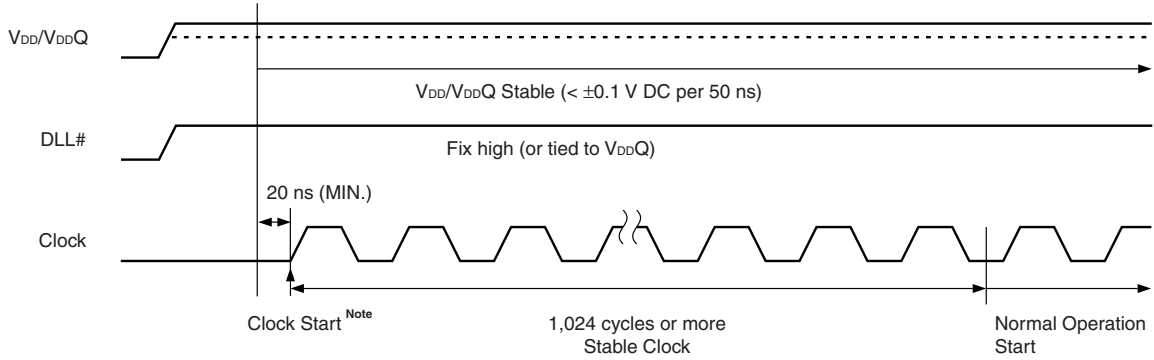 VDD/VDDQ
VDD/VDDQ Stable (< ±0.1 V DC per 50 ns)
DLL#
Fix high (or tied to VDDQ)
20 ns (MIN.)
Clock
Clock Start Note
1,024 cycles or more
Stable Clock
Normal Operation
Start